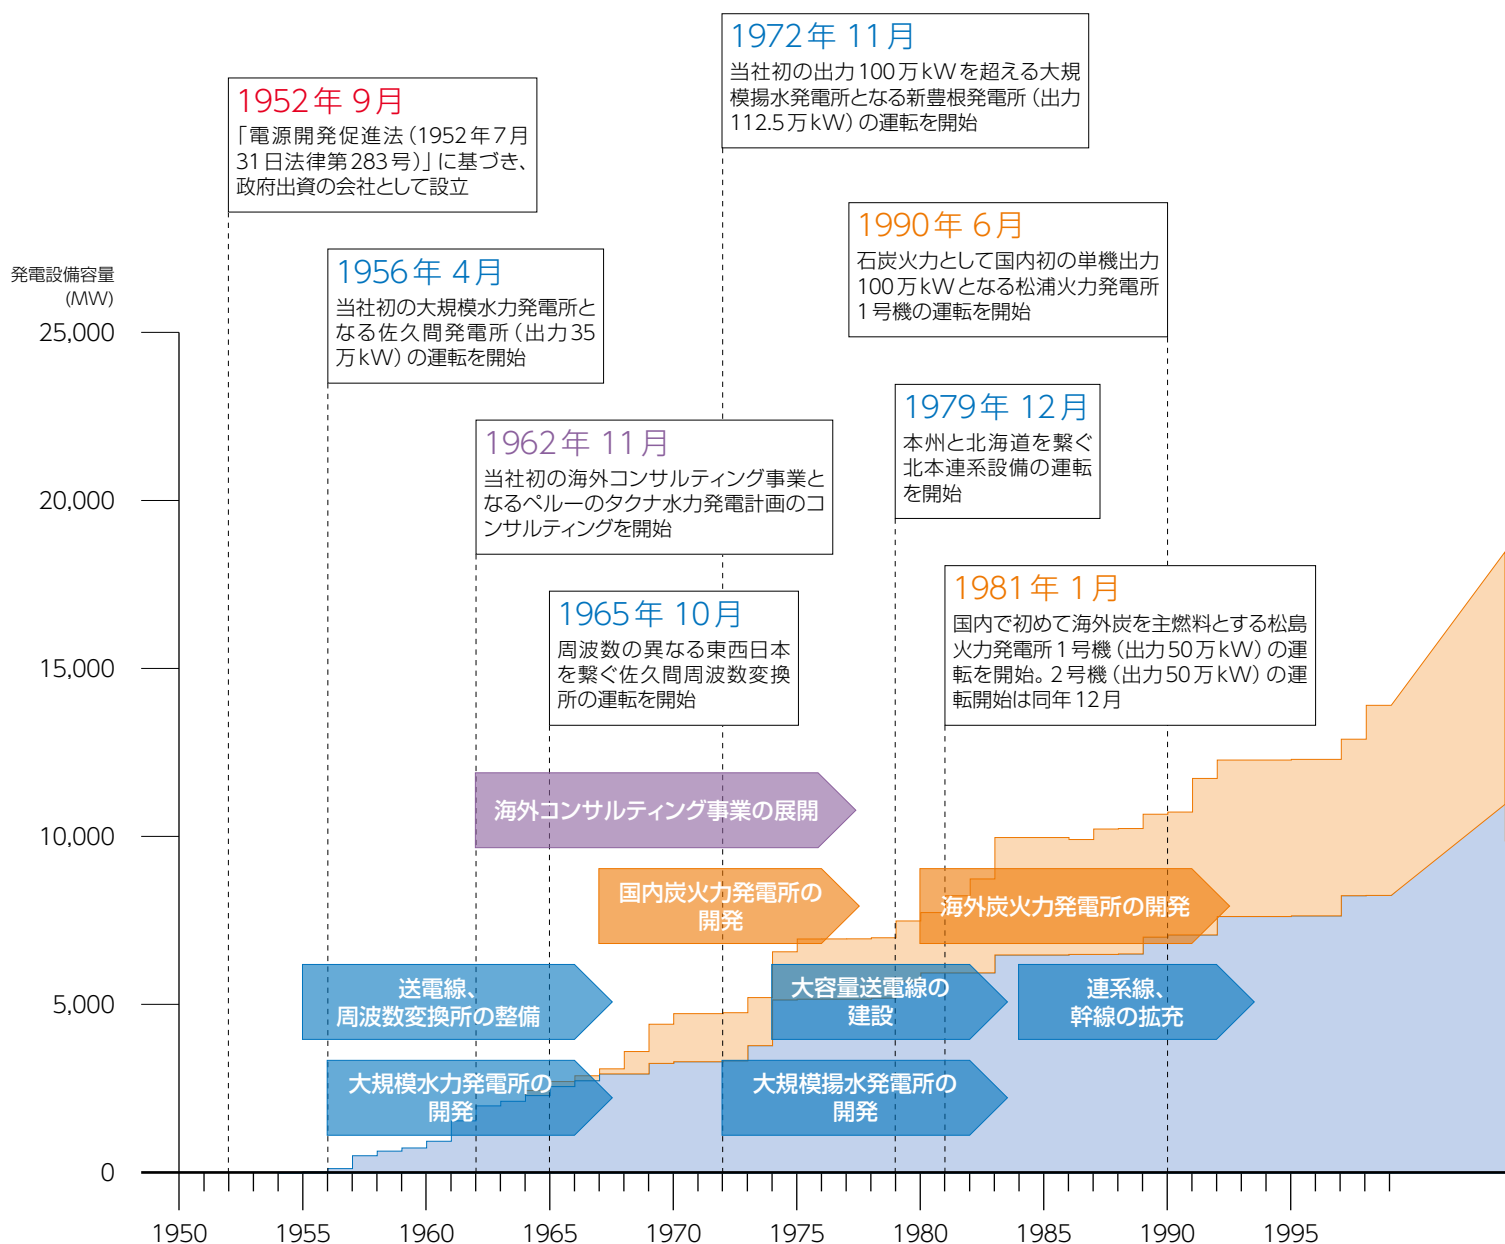 1972年 11月
当社初の出力100万kWを超える大規
模揚水発電所となる新豊根発電所（出力
112.5万kW）の運転を開始
1952年 9月
「電源開発促進法（1952年7月
31日法律第283号）」に基づき、
政府出資の会社として設立
1990年 6月
石炭火力として国内初の単機出力
100万kWとなる松浦火力発電所
1号機の運転を開始
1956年 4月
当社初の大規模水力発電所と
なる佐久間発電所（出力35
万kW）の運転を開始
1979年 12月
本州と北海道を繋ぐ
北本連系設備の運転
を開始
1962年 11月
当社初の海外コンサルティング事業と
なるペルーのタクナ水力発電計画のコ
ンサルティングを開始
1981年 1月
国内で初めて海外炭を主燃料とする松島
火力発電所1号機（出力50万kW）の運
転を開始。2号機（出力50万kW）の運
転開始は同年12月
1965年 10月
周波数の異なる東西日本
を繋ぐ佐久間周波数変換
所の運転を開始
発電設備容量
(MW)
25,000
20,000
15,000
10,000
5,000
0
海外コンサルティング事業の展開
国内炭火力発電所の
開発
海外炭火力発電所の開発
送電線、
周波数変換所の整備
大容量送電線の
建設
連系線、
幹線の拡充
大規模水力発電所の
開発
大規模揚水発電所の
開発
1950 1955 1960 1965 1970 1975 1980 1985 1990 1995